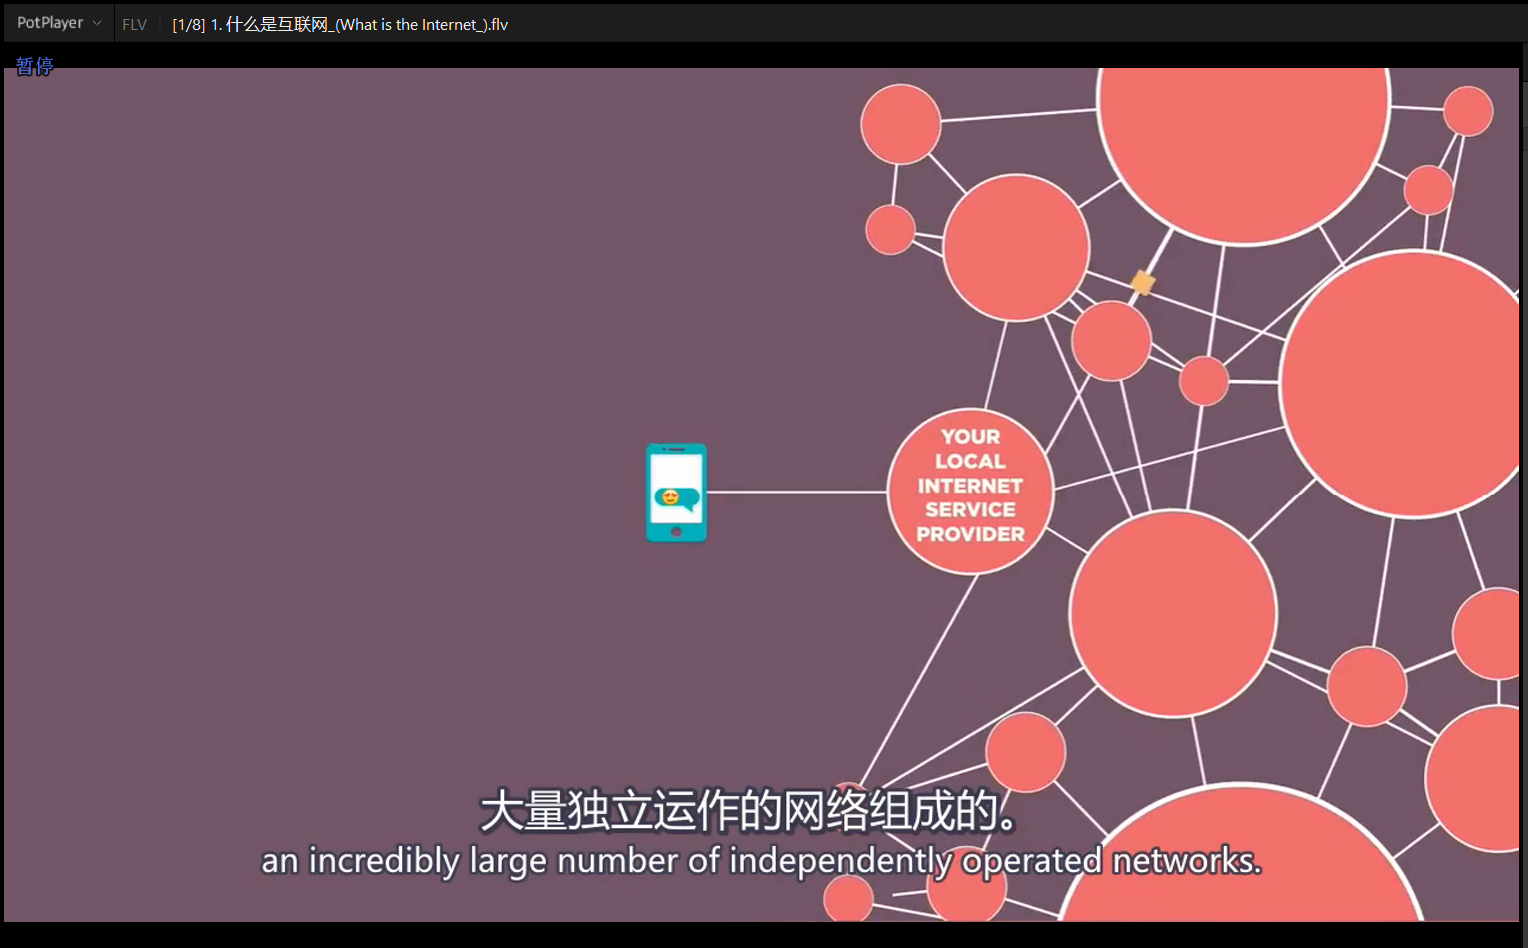 PotPlayer FLV [1/8] 1. 什么是互联网_(What is the Internet_).flv
暂停
YOUR
LOCAL
INTERNET
SERVICE
PROVIDER
大量独立运作的网络组成的。
an incredibly large number of independently operated networks.